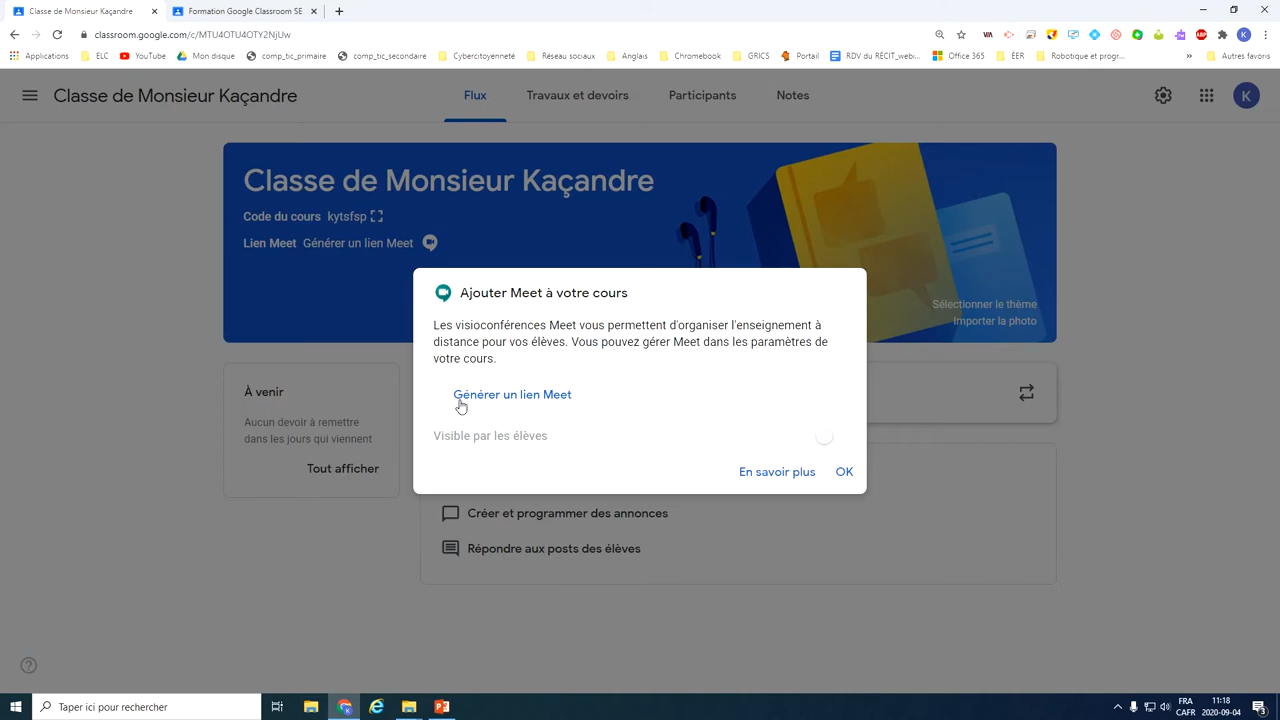 Classe de Monsieur Kaçandre
Formation Google Classroom SE
classroom.google.com/c/MTU4OTU4OTY2NjUw
Applications ELC YouTube Mon disque comp_tic_primaire comp_tic_secondaire Cybercitoyenneté Réseau sociaux Anglais Chromebook GRICS Portail RDV du RÉCIT_webi... Office 365 ÉER Robotique et progr... » Autres favoris
Classe de Monsieur Kaçandre Flux Travaux et devoirs Participants Notes K
Classe de Monsieur Kaçandre
Code du cours kytsfsp
Lien Meet Générer un lien Meet
Sélectionner le thème
Importer la photo
Ajouter Meet à votre cours
Les visioconférences Meet vous permettent d'organiser l'enseignement à
distance pour vos élèves. Vous pouvez gérer Meet dans les paramètres de
votre cours.
Générer un lien Meet
Visible par les élèves
En savoir plus OK
À venir
Aucun devoir à remettre
dans les jours qui viennent
Tout afficher
Créer et programmer des annonces
Répondre aux posts des élèves
Taper ici pour rechercher
FRA
CAFR
11:18
2020-09-04